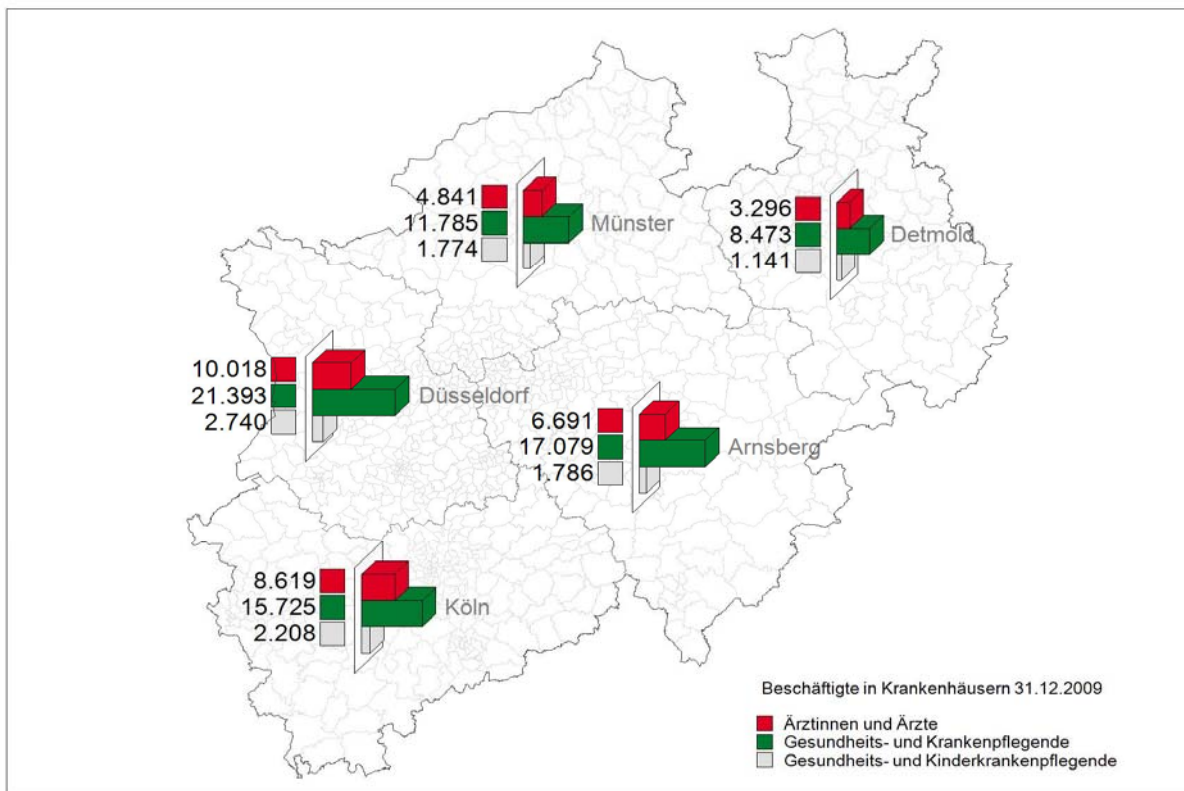 4.841
11.785
1.774
Münster
3.296
8.473
1.141
Detmold
10.018
21.393
2.740
Düsseldorf
6.691
17.079
1.786
Arnsberg
8.619
15.725
2.208
Köln
Beschäftigte in Krankenhäusern 31.12.2009
Ärztinnen und Ärzte
Gesundheits- und Krankenpflegende
Gesundheits- und Kinderkrankenpflegende